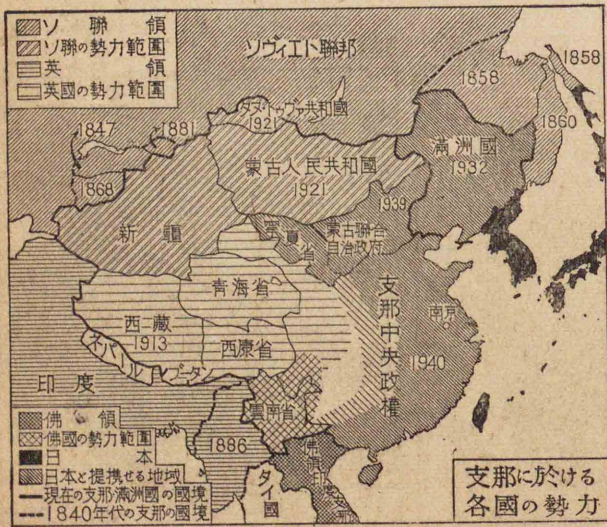 ソ聯領
ソ聯の勢力範圍
英領
英國の勢力範圍
ソヴィエト聯邦
1858
1858
タヌ・トゥヴァ共和國
1921
1847
1881
1860
滿洲國
1932
蒙古人民共和國
1921
1868
1939
新疆
寧夏省
蒙古聯合
自治政府
青海省
支那中央政權
南京
西藏
1913
西康省
1940
ネパール
ブータン
印度
雲南省
1886
佛領
佛國の勢力範圍
日本
日本と提携せる地域
現在の支那・滿洲國の國境
1840年代の支那の國境
タイ國
佛領印度支那
支那に於ける
各國の勢力